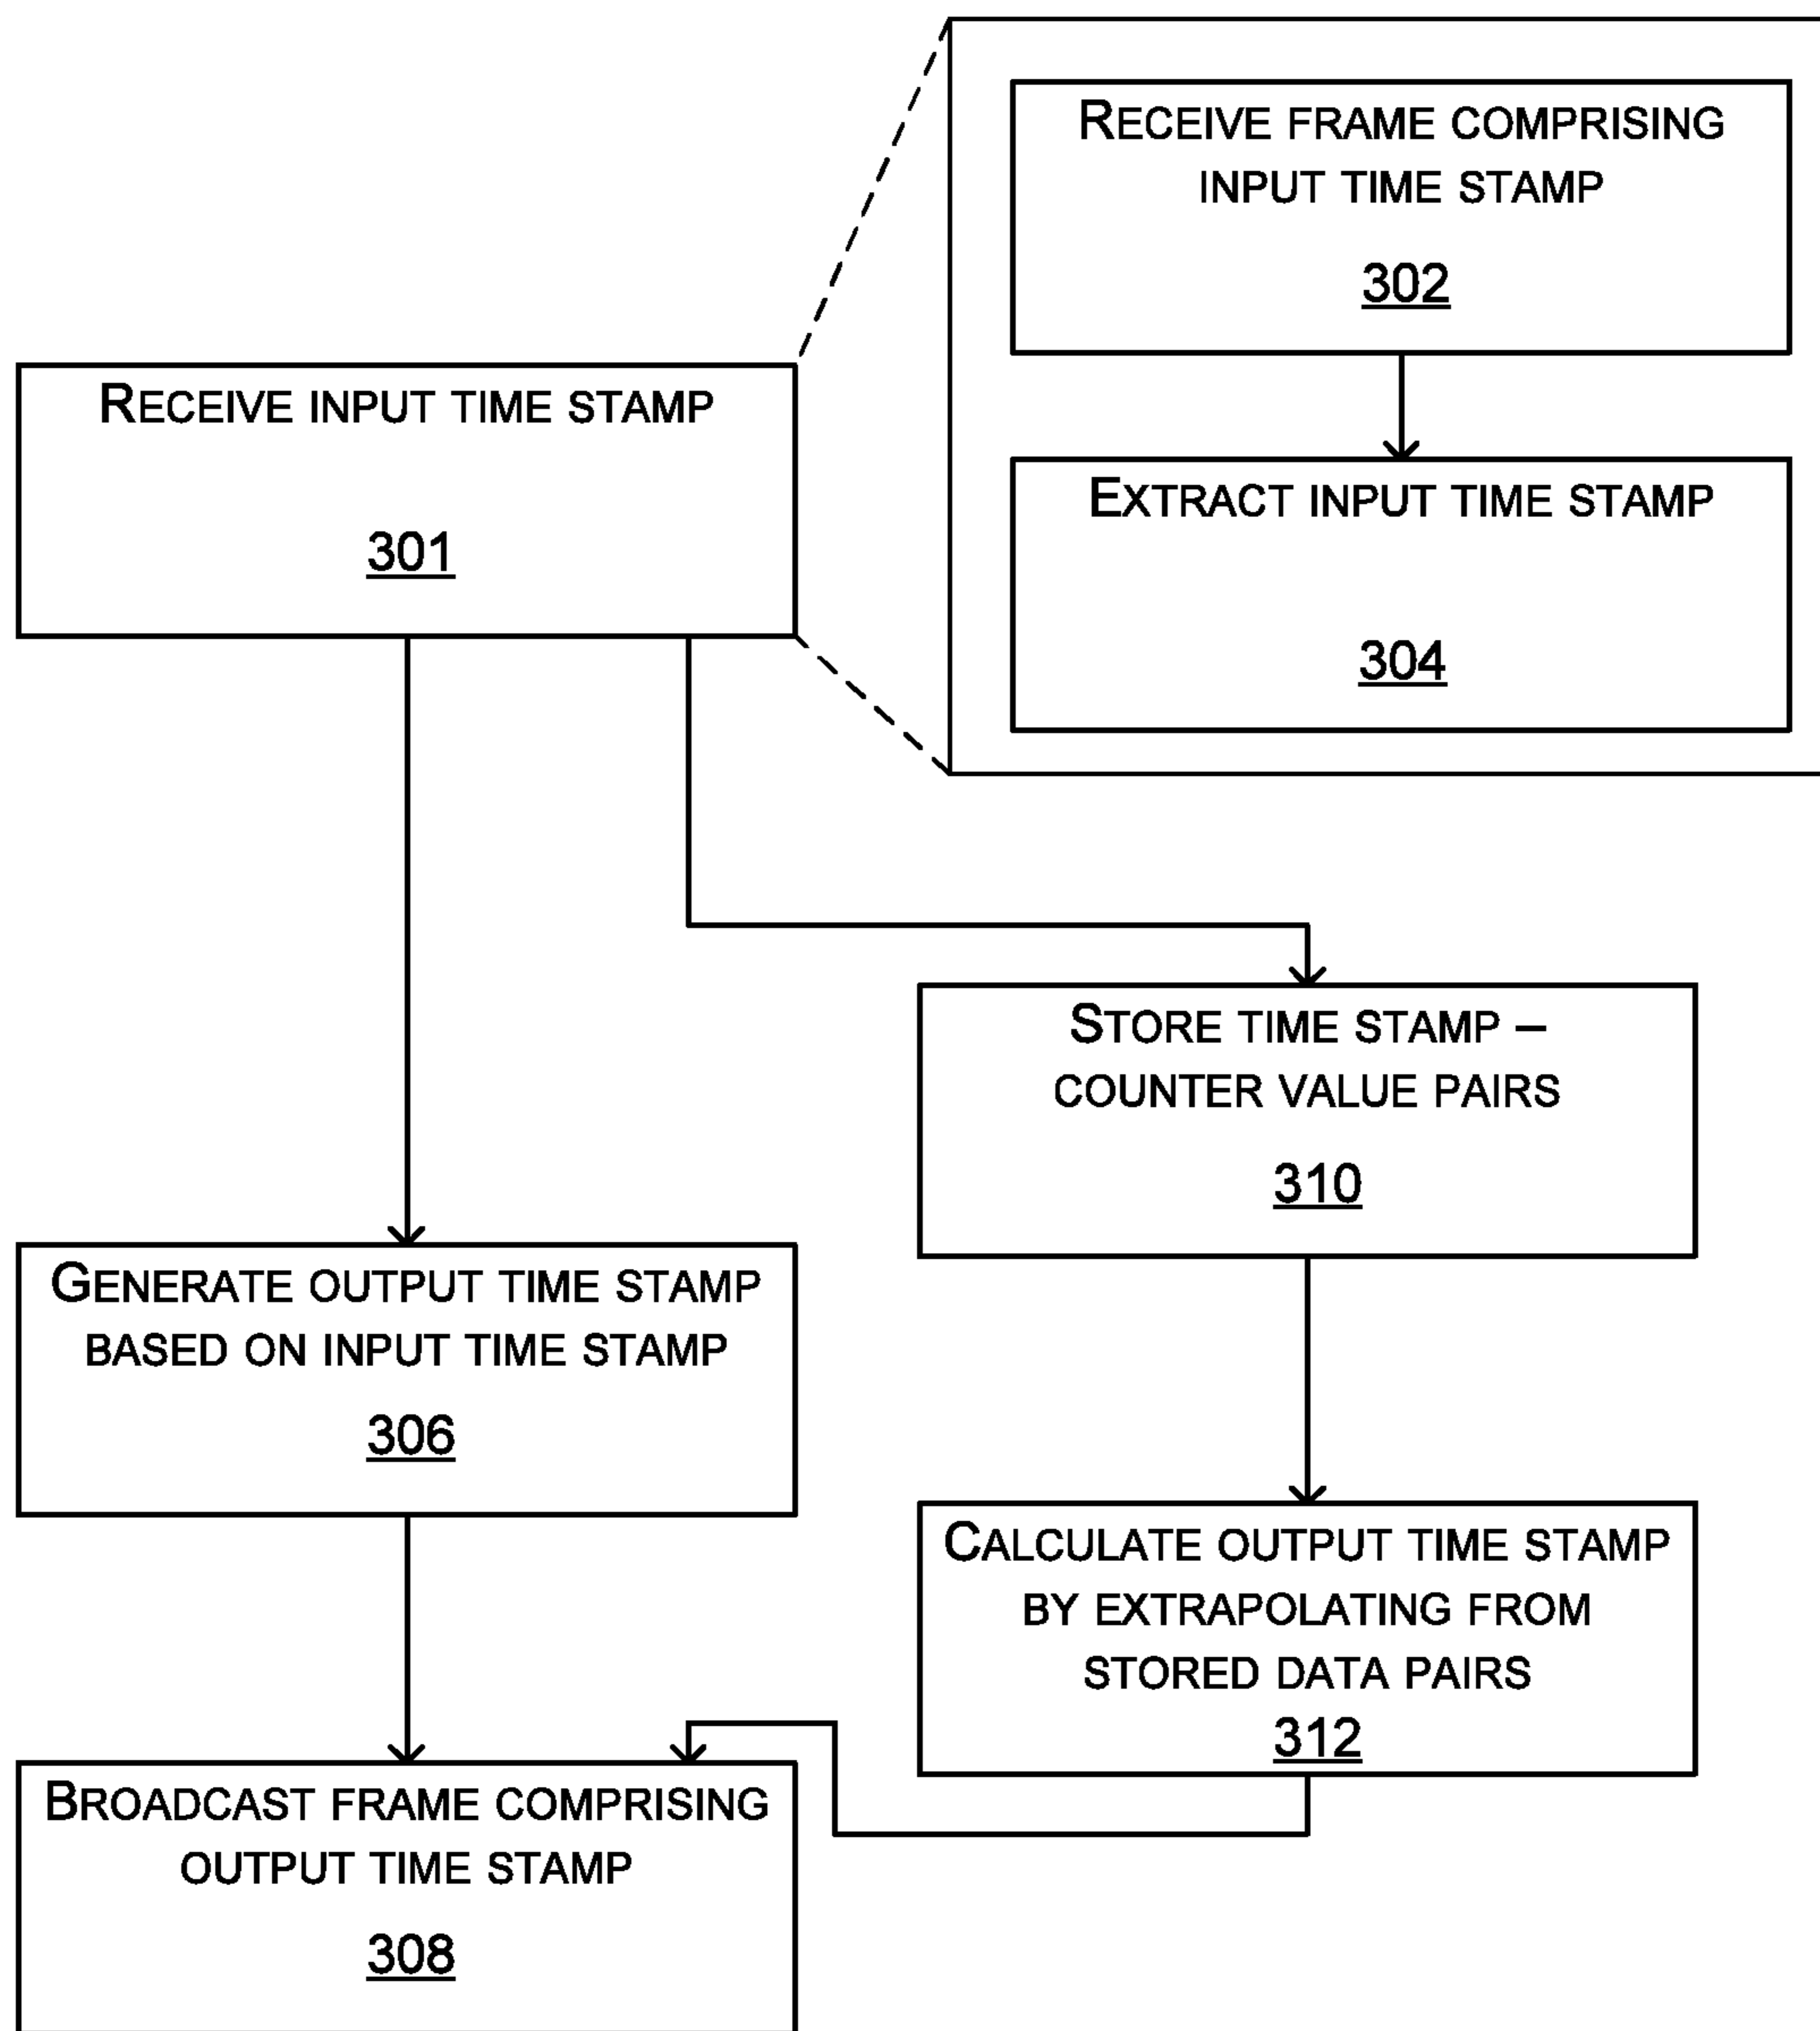 RECEIVE FRAME COMPRISING
INPUT TIME STAMP
302
RECEIVE INPUT TIME STAMP
301
EXTRACT INPUT TIME STAMP
304
STORE TIME STAMP –
COUNTER VALUE PAIRS
310
GENERATE OUTPUT TIME STAMP
BASED ON INPUT TIME STAMP
306
CALCULATE OUTPUT TIME STAMP
BY EXTRAPOLATING FROM
STORED DATA PAIRS
312
BROADCAST FRAME COMPRISING
OUTPUT TIME STAMP
308